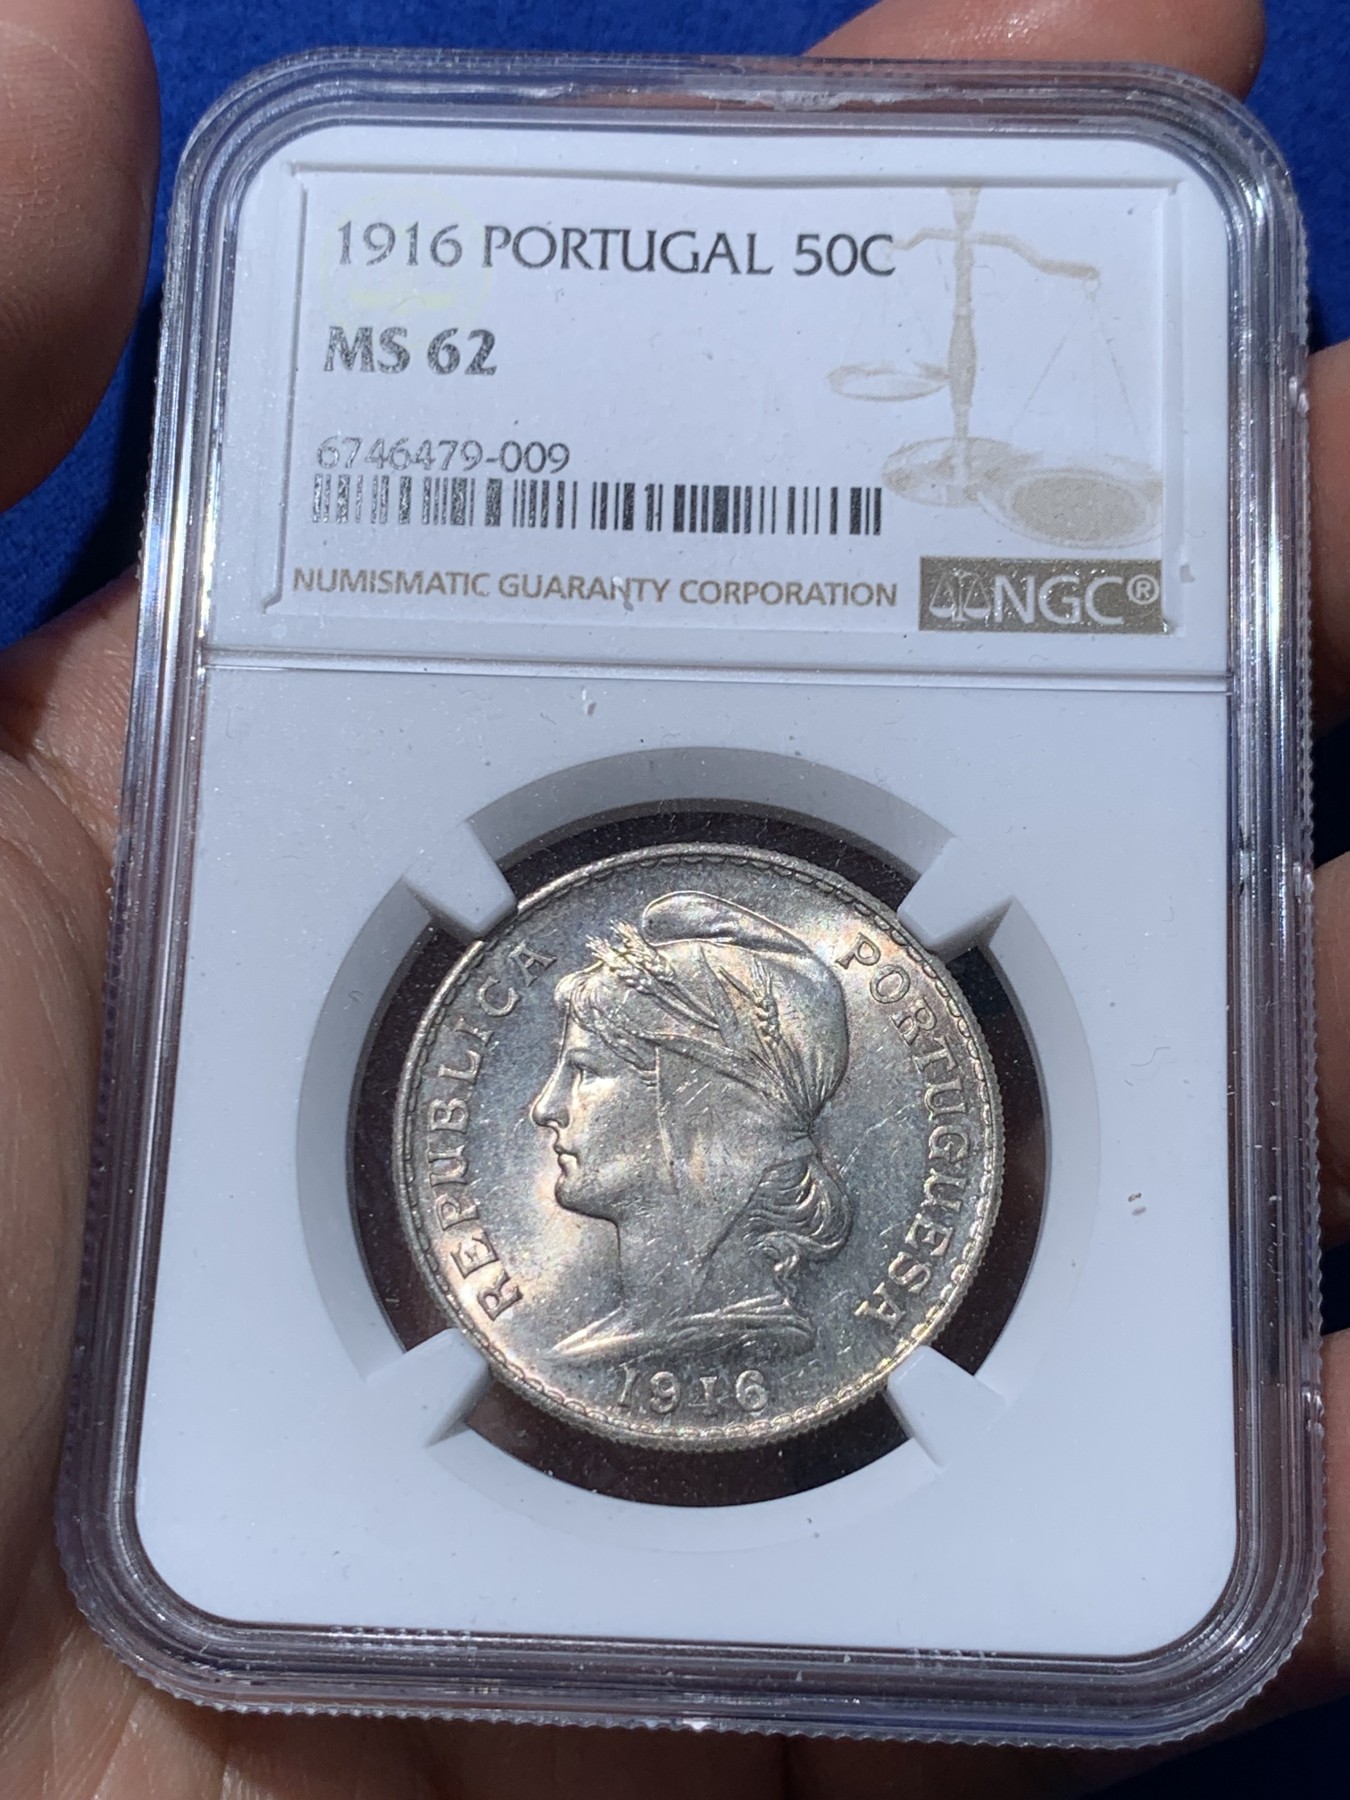 1916 PORTUGAL 50C
MS 62
6746479-009
NUMISMATIC GUARANTY CORPORATION
NGC®
REPUBLICA PORTUGUESA
1916